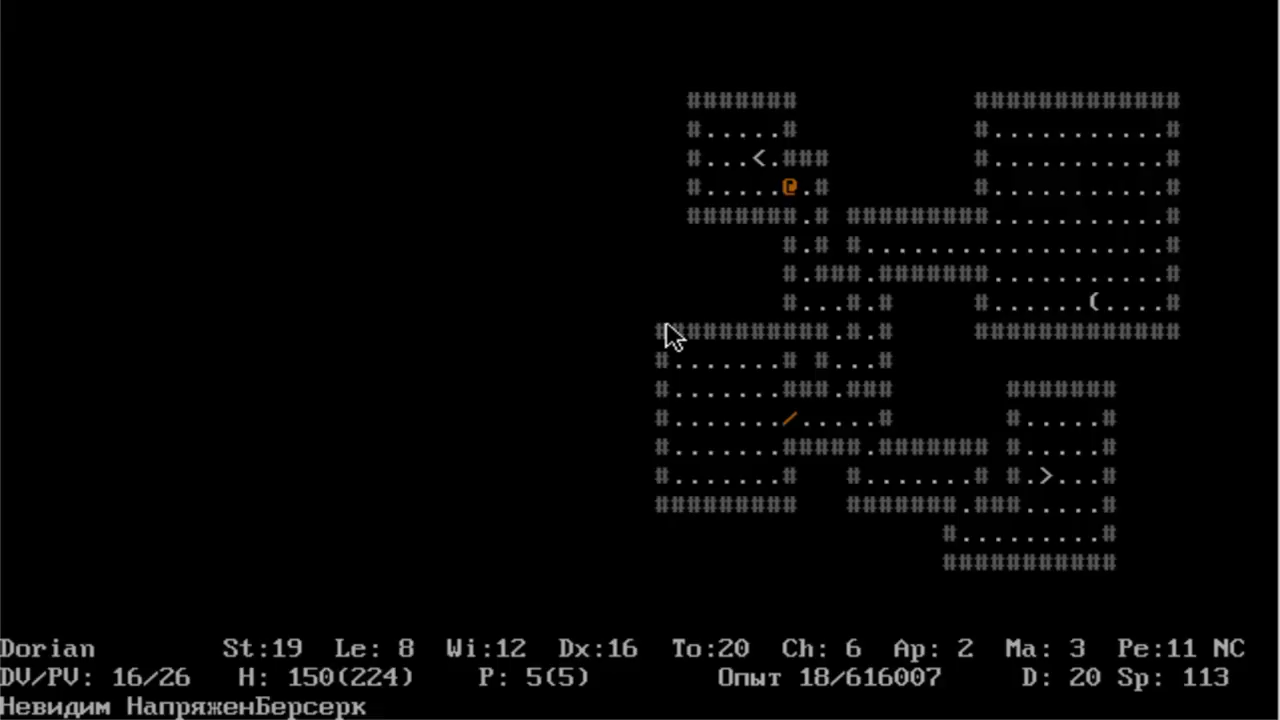 Dorian St:19 Le: 8 Wi:12 Dx:16 To:20 Ch: 6 Ap: 2 Ma: 3 Pe:11 NC
DV/PV: 16/26 H: 150(224) P: 5(5) Опыт 18/616007 D: 20 Sp: 113
Невидим НапряженБерсерк